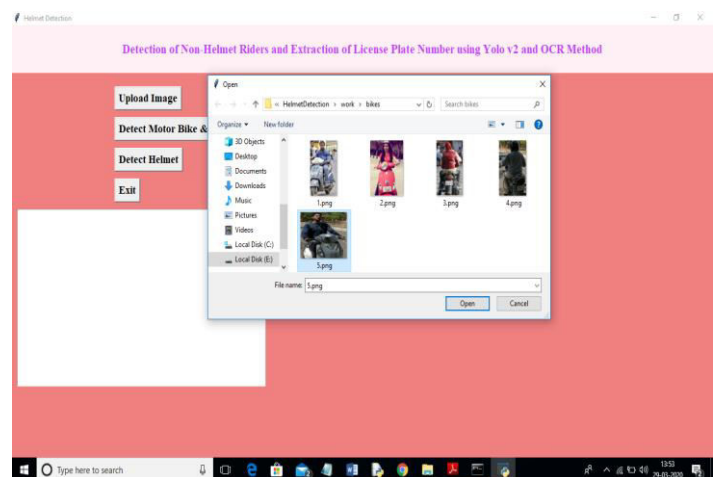 Helmet Detection
Detection of Non-Helmet Riders and Extraction of License Plate Number using Yolo v2 and OCR Method
Upload Image
Detect Motor Bike &
Detect Helmet
Exit
Open
« HelmetDetection › work › bikes
Search bikes
Organize
New folder
3D Objects
Desktop
Documents
Downloads
Music
Pictures
Videos
Local Disk (C:)
Local Disk (E:)
1.png
2.png
3.png
4.png
5.png
File name: 5.png
Open
Cancel
Type here to search
13:53
29-03-2020